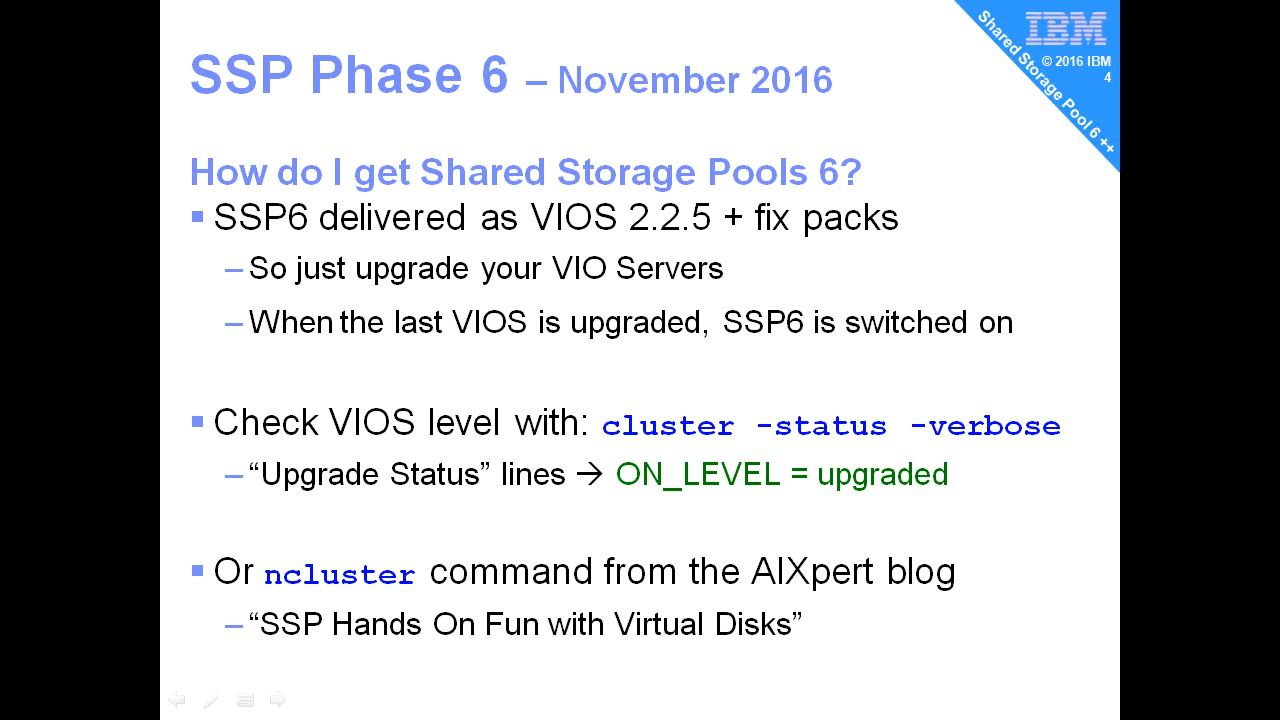 SSP Phase 6 – November 2016
IBM
© 2016 IBM
4
Shared Storage Pool 6 ++
How do I get Shared Storage Pools 6?
▪ SSP6 delivered as VIOS 2.2.5 + fix packs
– So just upgrade your VIO Servers
– When the last VIOS is upgraded, SSP6 is switched on
▪ Check VIOS level with: cluster -status -verbose
– “Upgrade Status” lines → ON_LEVEL = upgraded
▪ Or ncluster command from the AIXpert blog
– “SSP Hands On Fun with Virtual Disks”